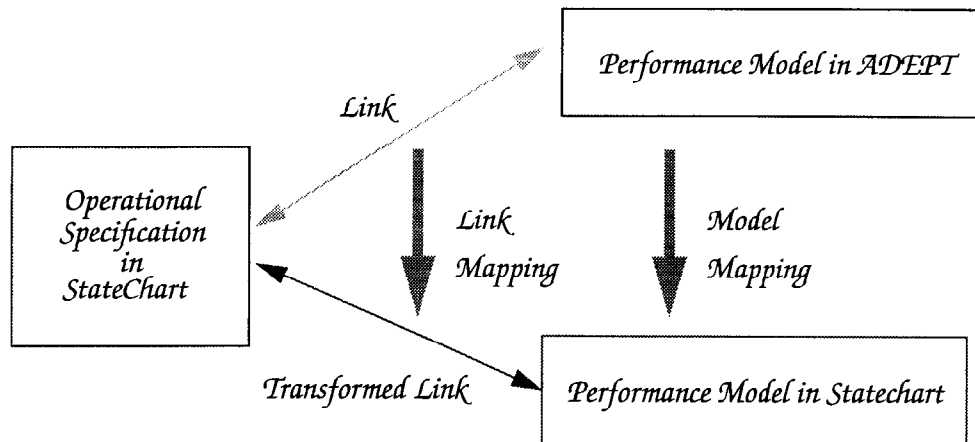 Performance Model in ADEPT
Link
Operational
Specification
in
StateChart
Link
Mapping
Model
Mapping
Transformed Link
Performance Model in Statechart